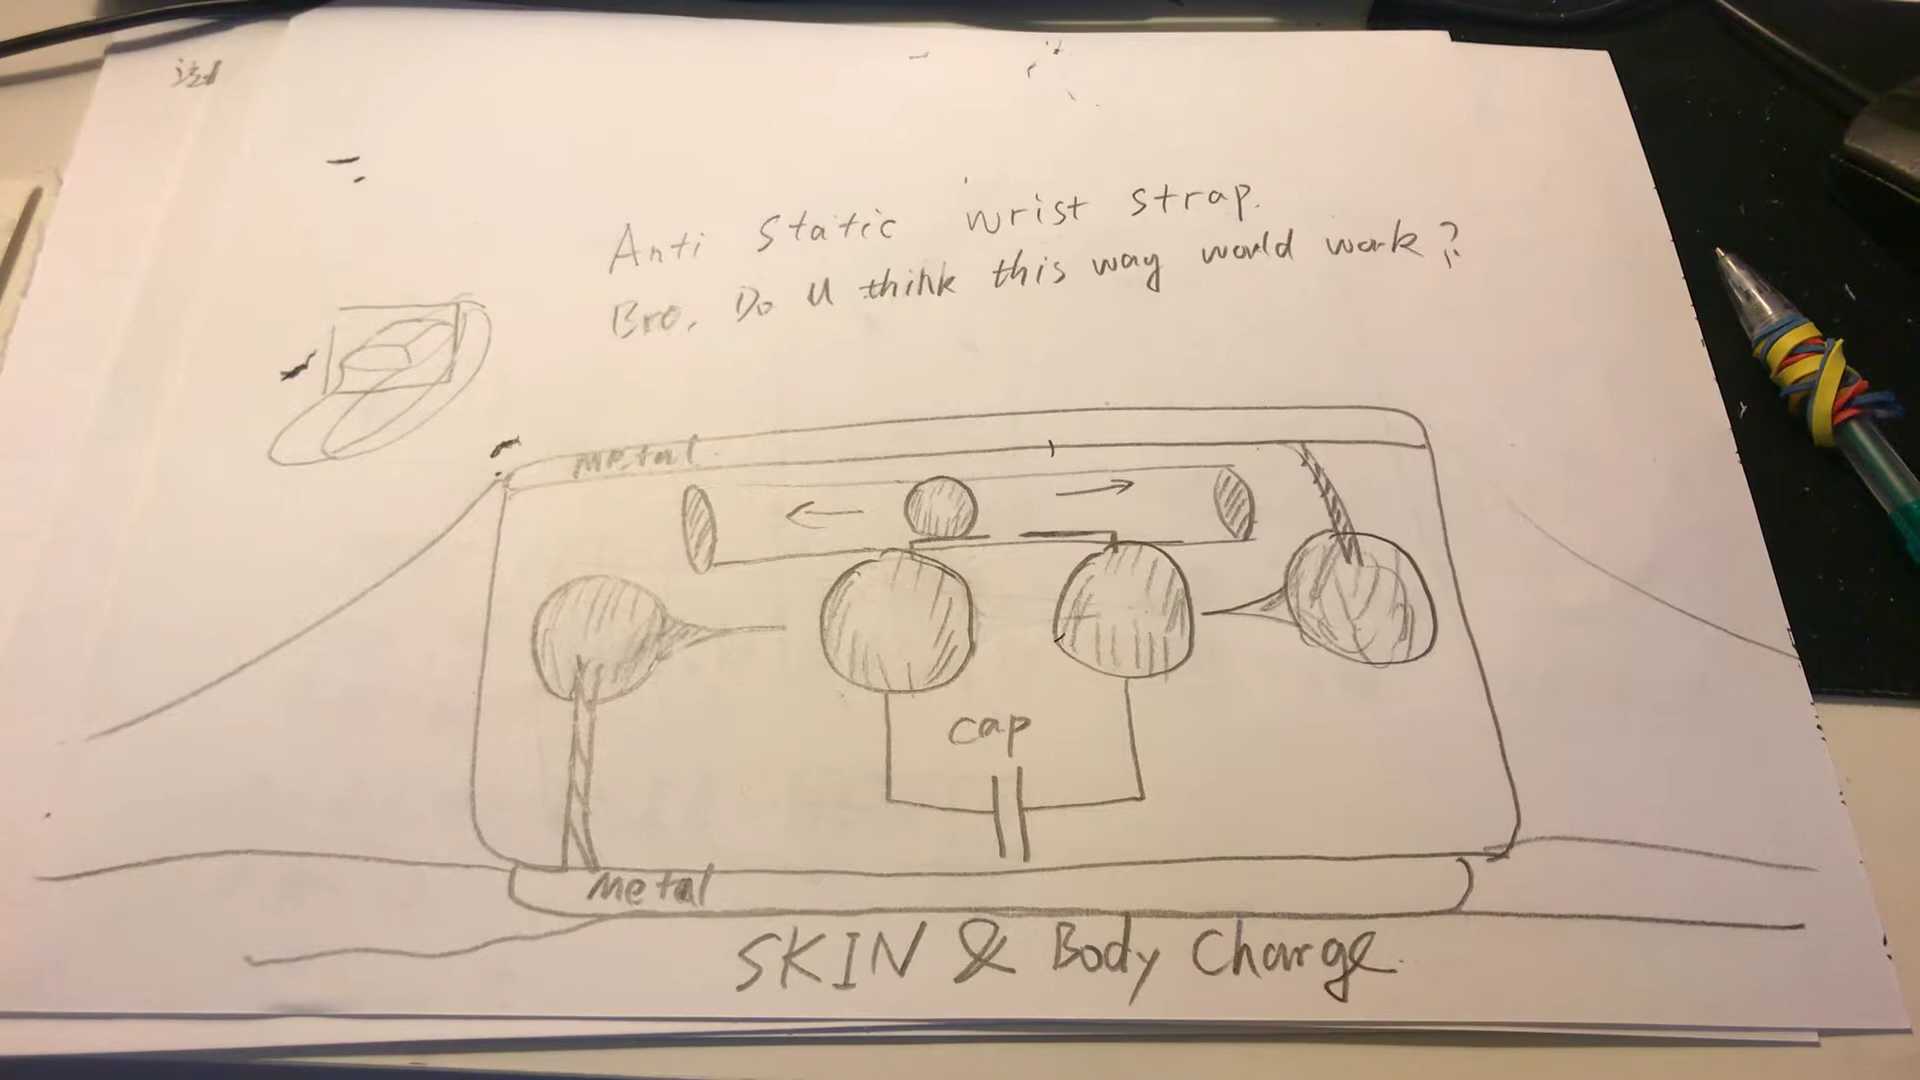 Anti static wrist strap.
Bro, Do U think this way would work?
Metal
cap
Metal
SKIN & Body Charge